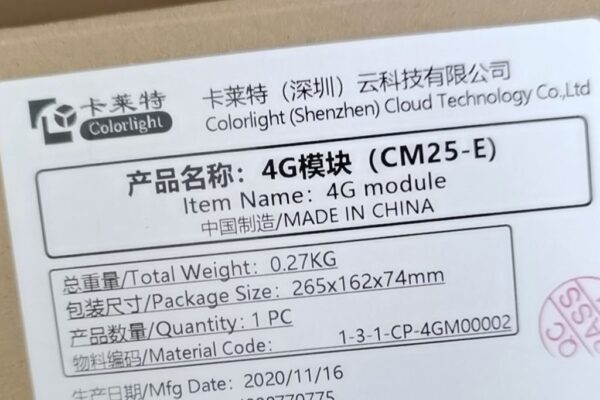 卡莱特
Colorlight
卡莱特（深圳）云科技有限公司
Colorlight (Shenzhen) Cloud Technology Co.,Ltd
产品名称：4G模块（CM25-E）
Item Name：4G module
中国制造/MADE IN CHINA
总重量/Total Weight：0.27KG
包装尺寸/Package Size：265x162x74mm
产品数量/Quantity：1 PC
物料编码/Material Code： 1-3-1-CP-4GM00002
生产日期/Mfg Date：2020/11/16
QC
PASS